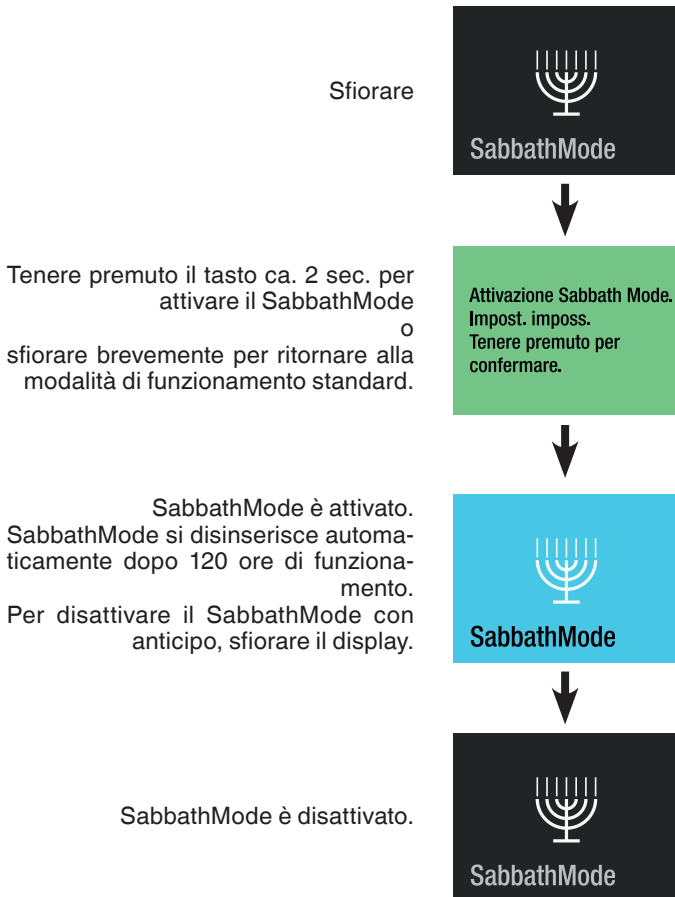 Sfiorare
SabbathMode
Tenere premuto il tasto ca. 2 sec. per
attivare il SabbathMode
o
sfiorare brevemente per ritornare alla
modalità di funzionamento standard.
Attivazione Sabbath Mode.
Impost. imposs.
Tenere premuto per
confermare.
SabbathMode è attivato.
SabbathMode si disinserisce automa-
ticamente dopo 120 ore di funziona-
mento.
Per disattivare il SabbathMode con
anticipo, sfiorare il display.
SabbathMode
SabbathMode è disattivato.
SabbathMode